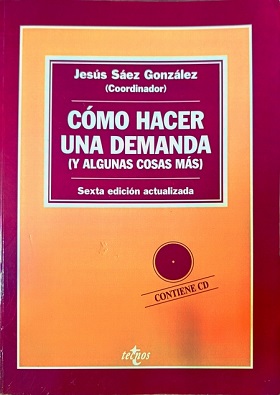 Jesús Sáez González
(Coordinador)
CÓMO HACER
UNA DEMANDA
(Y ALGUNAS COSAS MÁS)
Sexta edición actualizada
CONTIENE CD
tecnos